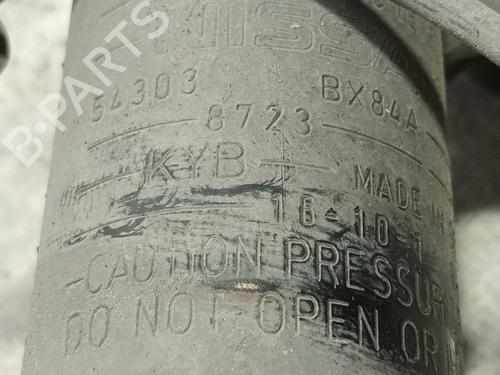 NISSA
54303 BX84A
8723
KYB MADE IN
16-10-1
-CAUTION PRESSUR
DO NOT OPEN OR
B-PARTS